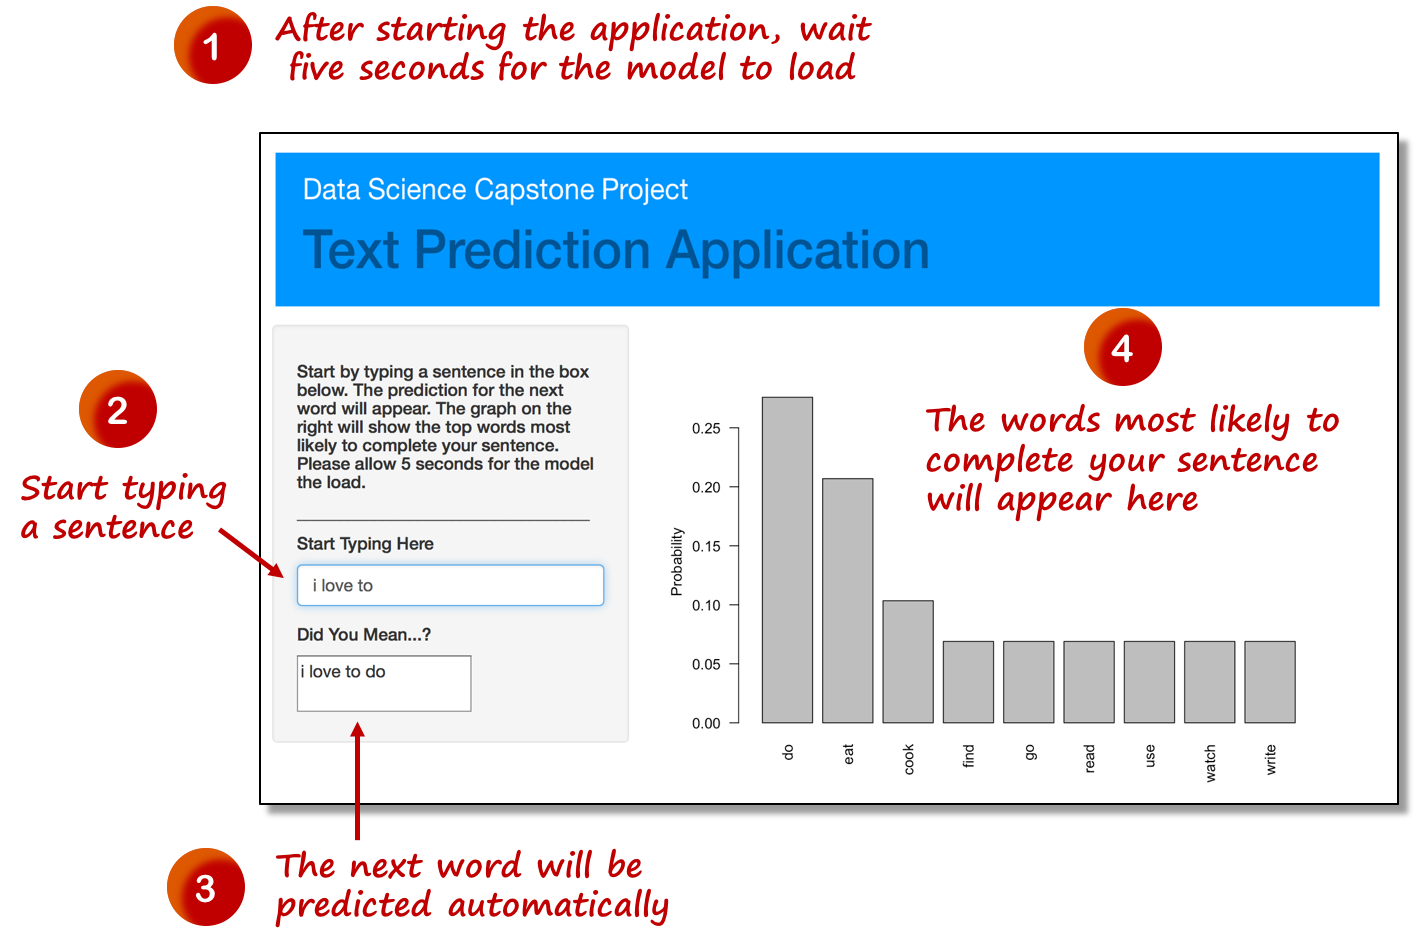 1
After starting the application, wait
five seconds for the model to load
Data Science Capstone Project
Text Prediction Application
2
Start typing
a sentence
Start by typing a sentence in the box
below. The prediction for the next
word will appear. The graph on the
right will show the top words most
likely to complete your sentence.
Please allow 5 seconds for the model
the load.
Start Typing Here
i love to
Did You Mean...?
i love to do
3
The next word will be
predicted automatically
4
The words most likely to
complete your sentence
will appear here
Probability
0.25
0.20
0.15
0.10
0.05
0.00
do
eat
cook
find
go
read
use
watch
write